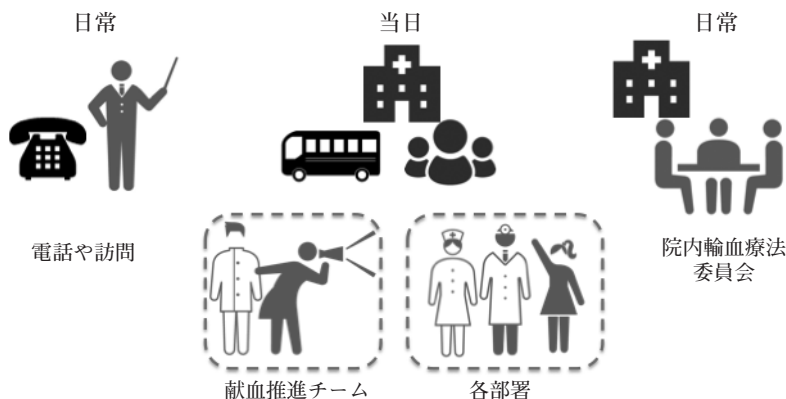 日常
当日
日常
電話や訪問
院内輸血療法
委員会
献血推進チーム
各部署